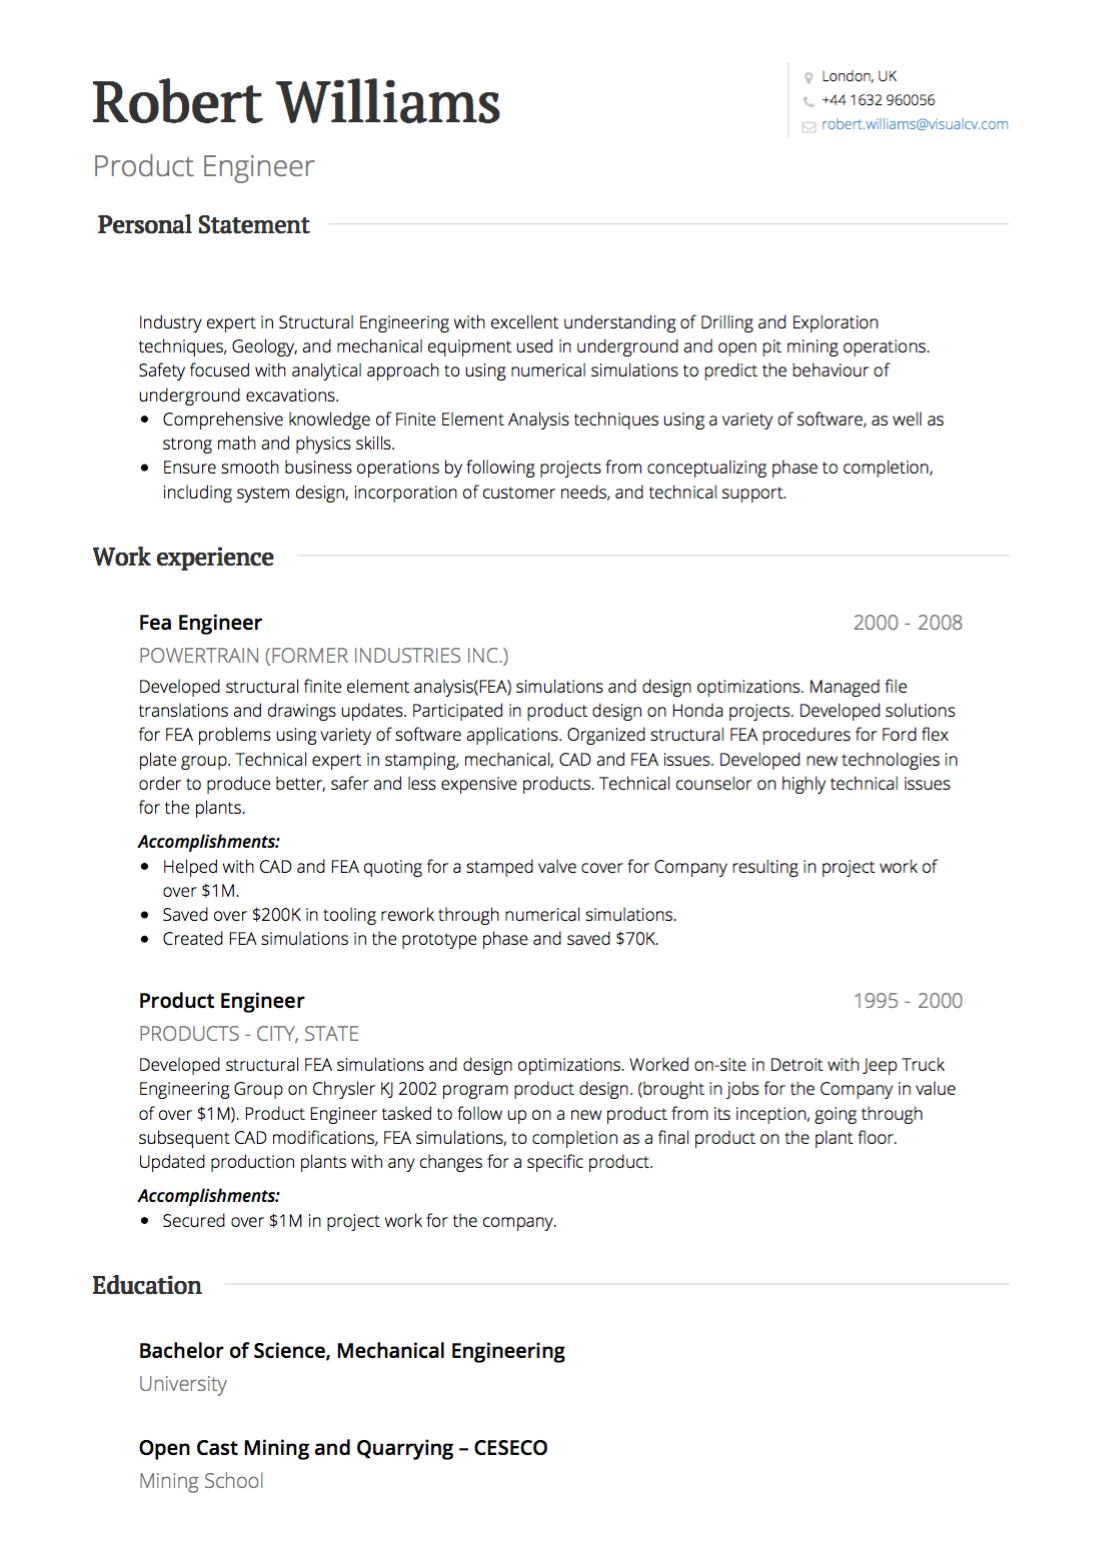 Robert Williams
Product Engineer
London, UK
+44 1632 960056
robert.williams@visualcv.com
Personal Statement
Industry expert in Structural Engineering with excellent understanding of Drilling and Exploration
techniques, Geology, and mechanical equipment used in underground and open pit mining operations.
Safety focused with analytical approach to using numerical simulations to predict the behaviour of
underground excavations.
• Comprehensive knowledge of Finite Element Analysis techniques using a variety of software, as well as
strong math and physics skills.
• Ensure smooth business operations by following projects from conceptualizing phase to completion,
including system design, incorporation of customer needs, and technical support.
Work experience
Fea Engineer 2000 - 2008
POWERTRAIN (FORMER INDUSTRIES INC.)
Developed structural finite element analysis(FEA) simulations and design optimizations. Managed file
translations and drawings updates. Participated in product design on Honda projects. Developed solutions
for FEA problems using variety of software applications. Organized structural FEA procedures for Ford flex
plate group. Technical expert in stamping, mechanical, CAD and FEA issues. Developed new technologies in
order to produce better, safer and less expensive products. Technical counselor on highly technical issues
for the plants.
Accomplishments:
• Helped with CAD and FEA quoting for a stamped valve cover for Company resulting in project work of
over $1M.
• Saved over $200K in tooling rework through numerical simulations.
• Created FEA simulations in the prototype phase and saved $70K.
Product Engineer 1995 - 2000
PRODUCTS - CITY, STATE
Developed structural FEA simulations and design optimizations. Worked on-site in Detroit with Jeep Truck
Engineering Group on Chrysler KJ 2002 program product design. (brought in jobs for the Company in value
of over $1M). Product Engineer tasked to follow up on a new product from its inception, going through
subsequent CAD modifications, FEA simulations, to completion as a final product on the plant floor.
Updated production plants with any changes for a specific product.
Accomplishments:
• Secured over $1M in project work for the company.
Education
Bachelor of Science, Mechanical Engineering
University
Open Cast Mining and Quarrying – CESECO
Mining School